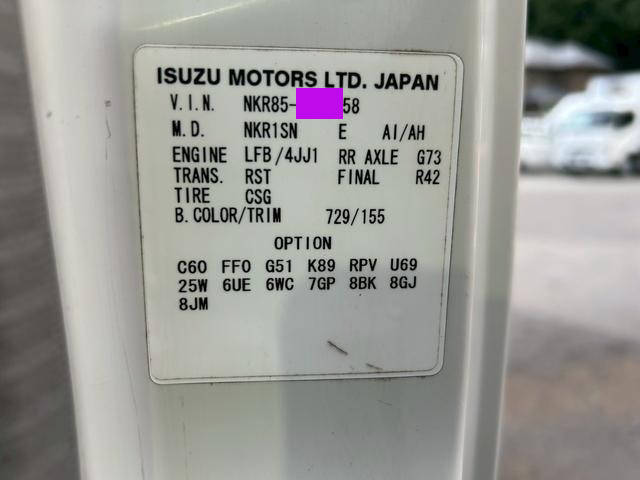 ISUZU MOTORS LTD. JAPAN
V.I.N. NKR85-58
M.D. NKR1SN E AI/AH
ENGINE LFB/4JJ1 RR AXLE G73
TRANS. RST FINAL R42
TIRE CSG
B.COLOR/TRIM 729/155
OPTION
C60 FF0 G51 K89 RPV U69
25W 6UE 6WC 7GP 8BK 8GJ
8JM